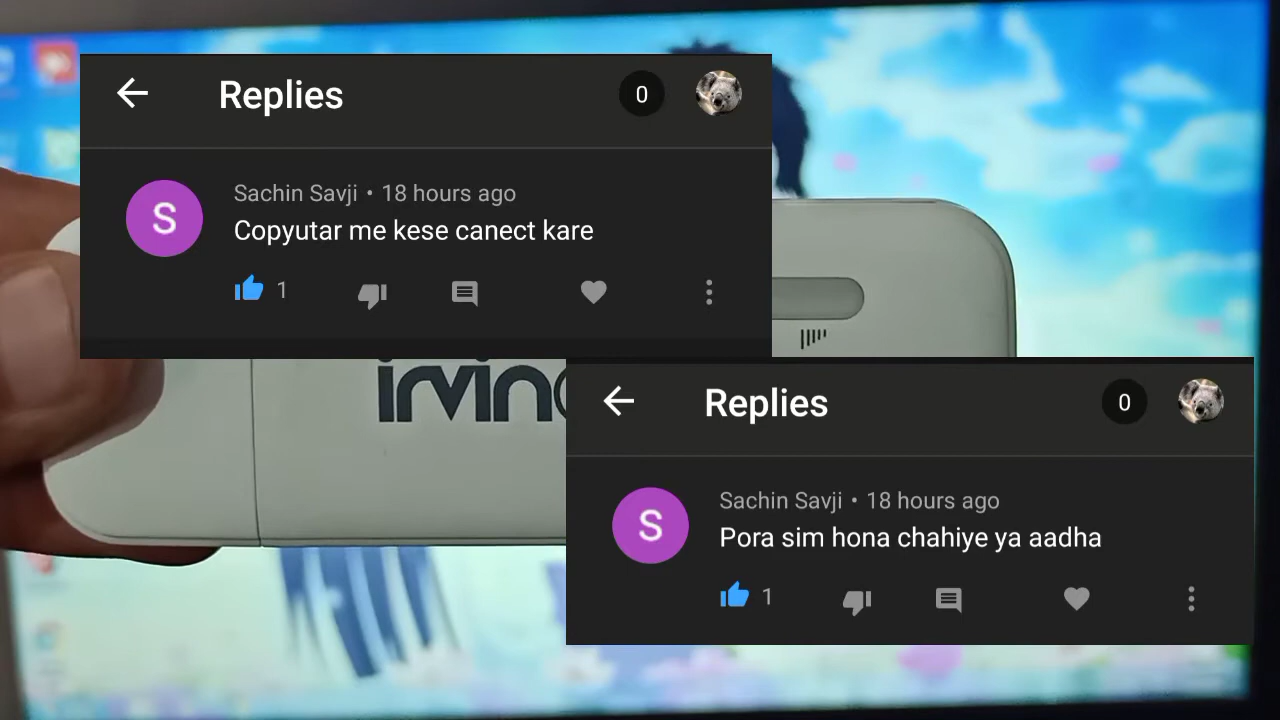 Replies
0
S
Sachin Savji • 18 hours ago
Copyutar me kese canect kare
1
Replies
0
S
Sachin Savji • 18 hours ago
Pora sim hona chahiye ya aadha
1